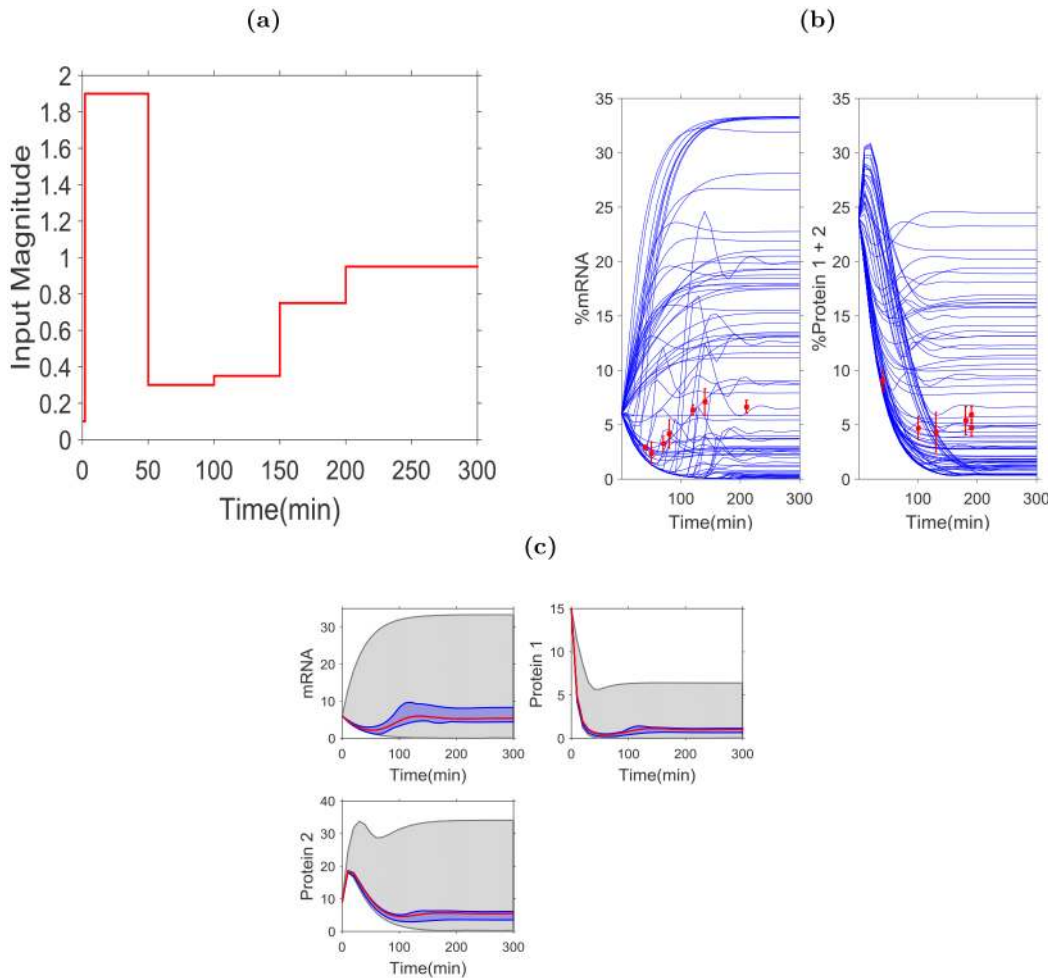 (a)
Input Magnitude
2
1.8
1.6
1.4
1.2
1
0.8
0.6
0.4
0.2
0
0 50 100 150 200 250 300
Time(min)
(b)
%mRNA
35
30
25
20
15
10
5
0
100 200 300
Time(min)
%Protein 1 + 2
35
30
25
20
15
10
5
0
100 200 300
Time(min)
(c)
mRNA
30
20
10
0
0 100 200 300
Time(min)
Protein 1
15
10
5
0
0 100 200 300
Time(min)
Protein 2
40
30
20
10
0
0 100 200 300
Time(min)